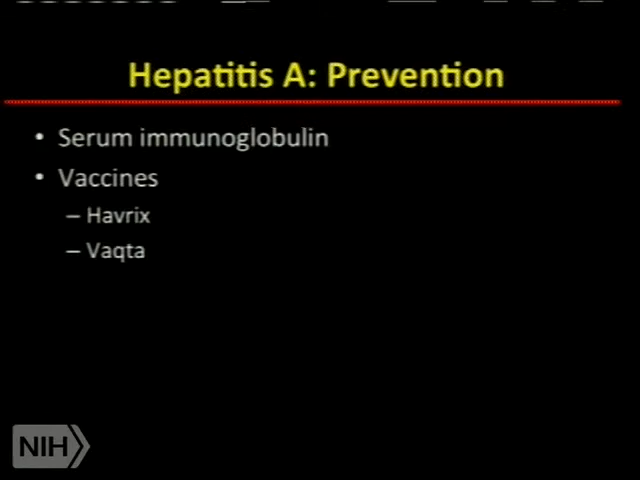 Hepatitis A: Prevention
• Serum immunoglobulin
• Vaccines
– Havrix
– Vaqta
NIH